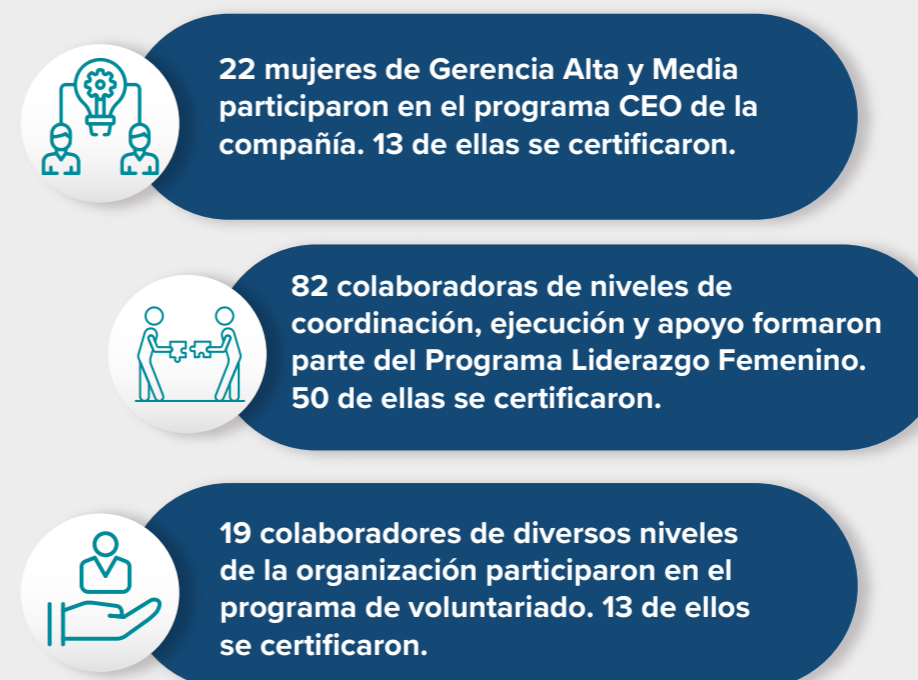 22 mujeres de Gerencia Alta y Media
participaron en el programa CEO de la
compañía. 13 de ellas se certificaron.
82 colaboradoras de niveles de
coordinación, ejecución y apoyo formaron
parte del Programa Liderazgo Femenino.
50 de ellas se certificaron.
19 colaboradores de diversos niveles
de la organización participaron en el
programa de voluntariado. 13 de ellos
se certificaron.